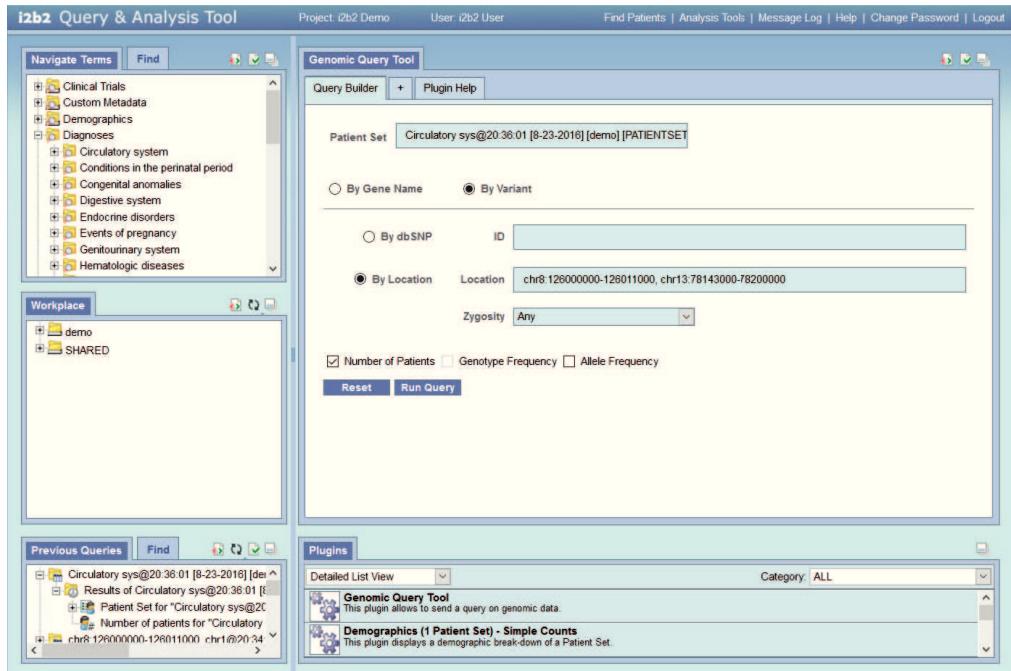 i2b2 Query & Analysis Tool
Project: i2b2 Demo
User: i2b2 User
Find Patients | Analysis Tools | Message Log | Help | Change Password | Logout
Navigate Terms
Find
Clinical Trials
Custom Metadata
Demographics
Diagnoses
Circulatory system
Conditions in the perinatal period
Congenital anomalies
Digestive system
Endocrine disorders
Events of pregnancy
Genitourinary system
Hematologic diseases
Workplace
demo
SHARED
Previous Queries
Find
Circulatory sys@20:36:01 [8-23-2016] [der
Results of Circulatory sys@20:36:01 [8
Patient Set for "Circulatory sys@20
Number of patients for "Circulatory
chr8:126000000-126011000, chr1@20:34
Genomic Query Tool
Query Builder
+
Plugin Help
Patient Set
Circulatory sys@20:36:01 [8-23-2016] [demo] [PATIENTSET
By Gene Name
By Variant
By dbSNP
ID
By Location
Location
chr8:126000000-126011000, chr13:78143000-78200000
Zygosity
Any
Number of Patients
Genotype Frequency
Allele Frequency
Reset
Run Query
Plugins
Detailed List View
Category: ALL
Genomic Query Tool
This plugin allows to send a query on genomic data.
Demographics (1 Patient Set) - Simple Counts
This plugin displays a demographic break-down of a Patient Set.